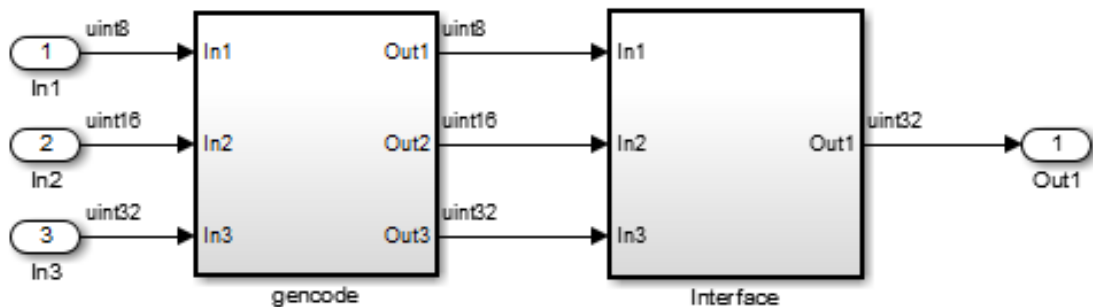 uint8 uint8
1 In1 Out1 In1
In1
uint16 uint16 uint32
2 In2 Out2 In2 Out1 1
In2 Out1
uint32 uint32
3 In3 Out3 In3
In3
gencode Interface